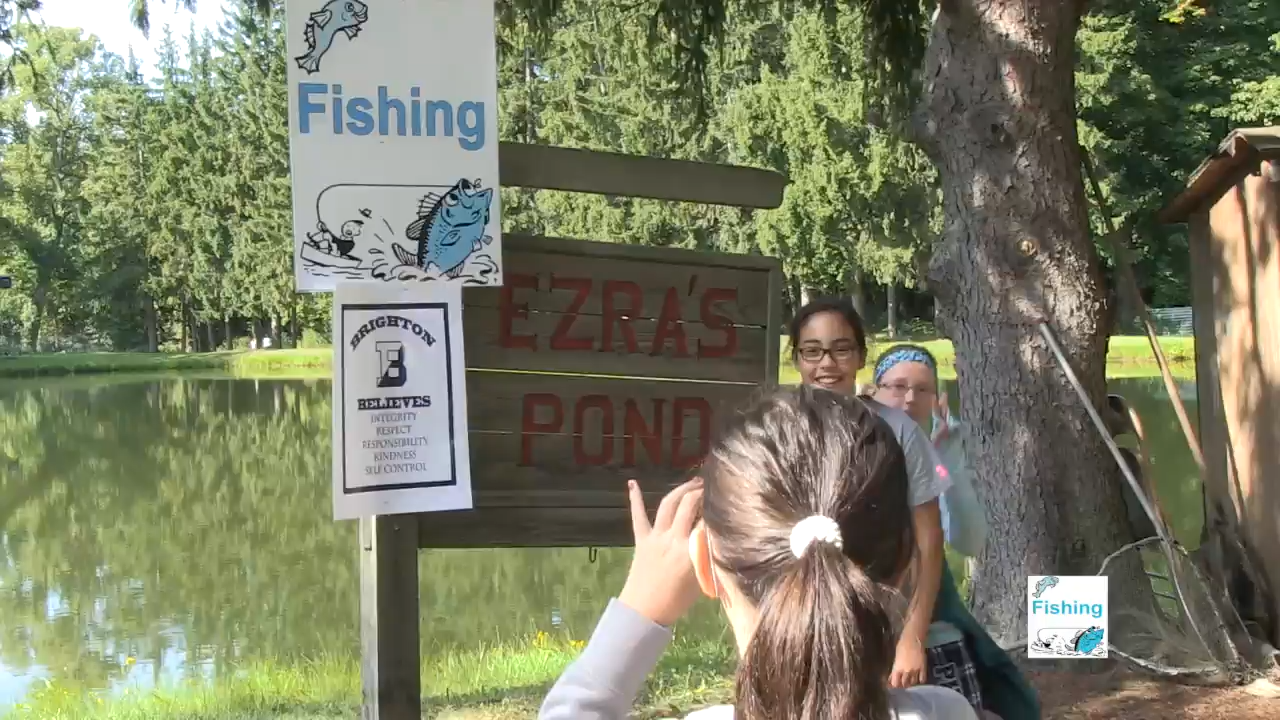 Fishing
EZRA'S
POND
BRIGHTON
B
BELIEVES
INTEGRITY
RESPECT
RESPONSIBILITY
KINDNESS
SELF CONTROL
Fishing